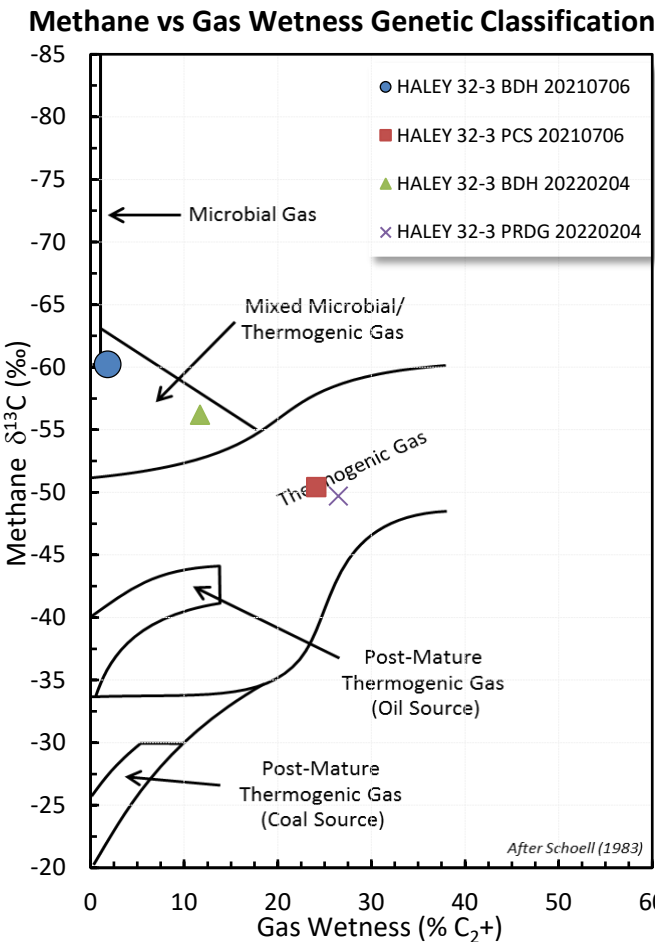 Methane vs Gas Wetness Genetic Classification
HALEY 32-3 BDH 20210706
HALEY 32-3 PCS 20210706
HALEY 32-3 BDH 20220204
HALEY 32-3 PRDG 20220204
-85
-80
-75
-70
-65
-60
-55
-50
-45
-40
-35
-30
-25
-20
Methane δ¹³C (‰)
Microbial Gas
Mixed Microbial/
Thermogenic Gas
Thermogenic Gas
Post-Mature
Thermogenic Gas
(Oil Source)
Post-Mature
Thermogenic Gas
(Coal Source)
After Schoell (1983)
0 10 20 30 40 50 60
Gas Wetness (% C₂+)